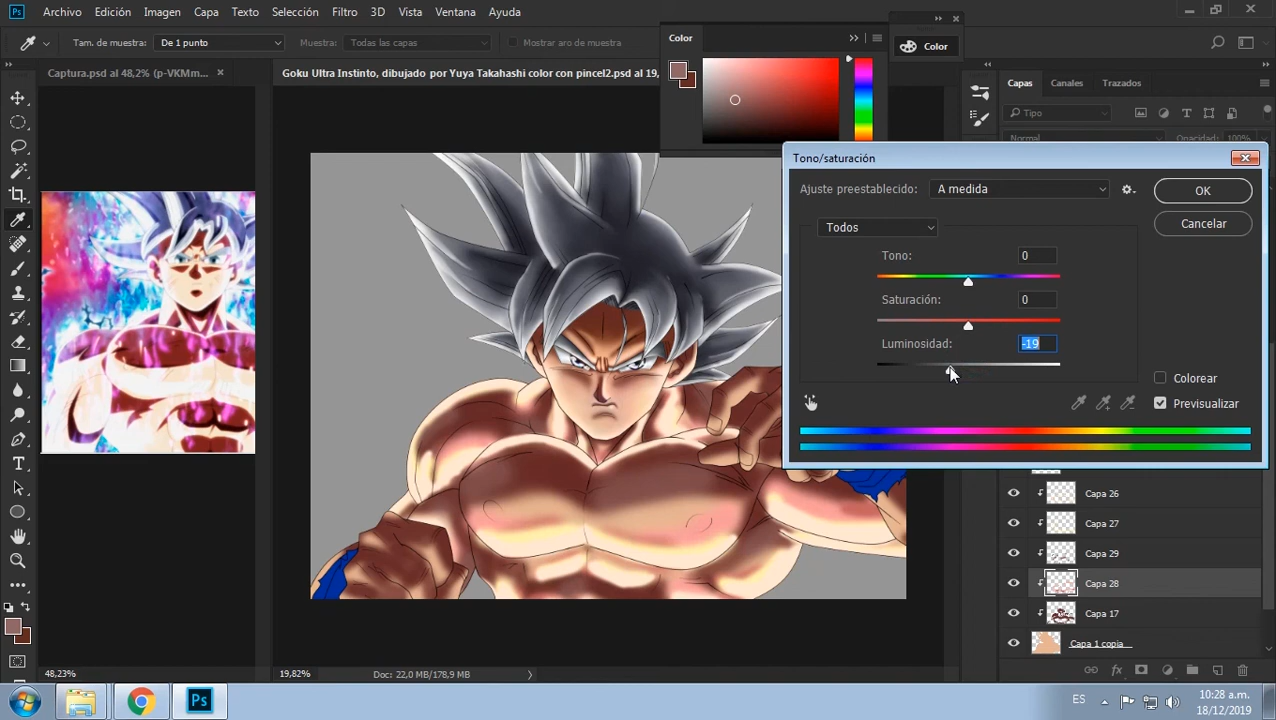 Archivo Edición Imagen Capa Texto Selección Filtro 3D Vista Ventana Ayuda
Tam. de muestra: De 1 punto Muestra: Todas las capas Mostrar aro de muestra
Color
Color
Captura.psd al 48,2% (p-VKMm...
Goku Ultra Instinto, dibujado por Yuya Takahashi color con pincel2.psd al 19,
Capas Canales Trazados
Tipo
Normal Opacidad: 100%
Tono/saturación
Ajuste preestablecido: A medida
OK
Cancelar
Todos
Tono: 0
Saturación: 0
Luminosidad: -19
Colorear
Previsualizar
Capa 26
Capa 27
Capa 29
Capa 28
Capa 17
Capa 1 copia
fx
48,23%
19,82% Doc: 22,0 MB/178,9 MB
Ps
ES
10:28 a.m.
18/12/2019